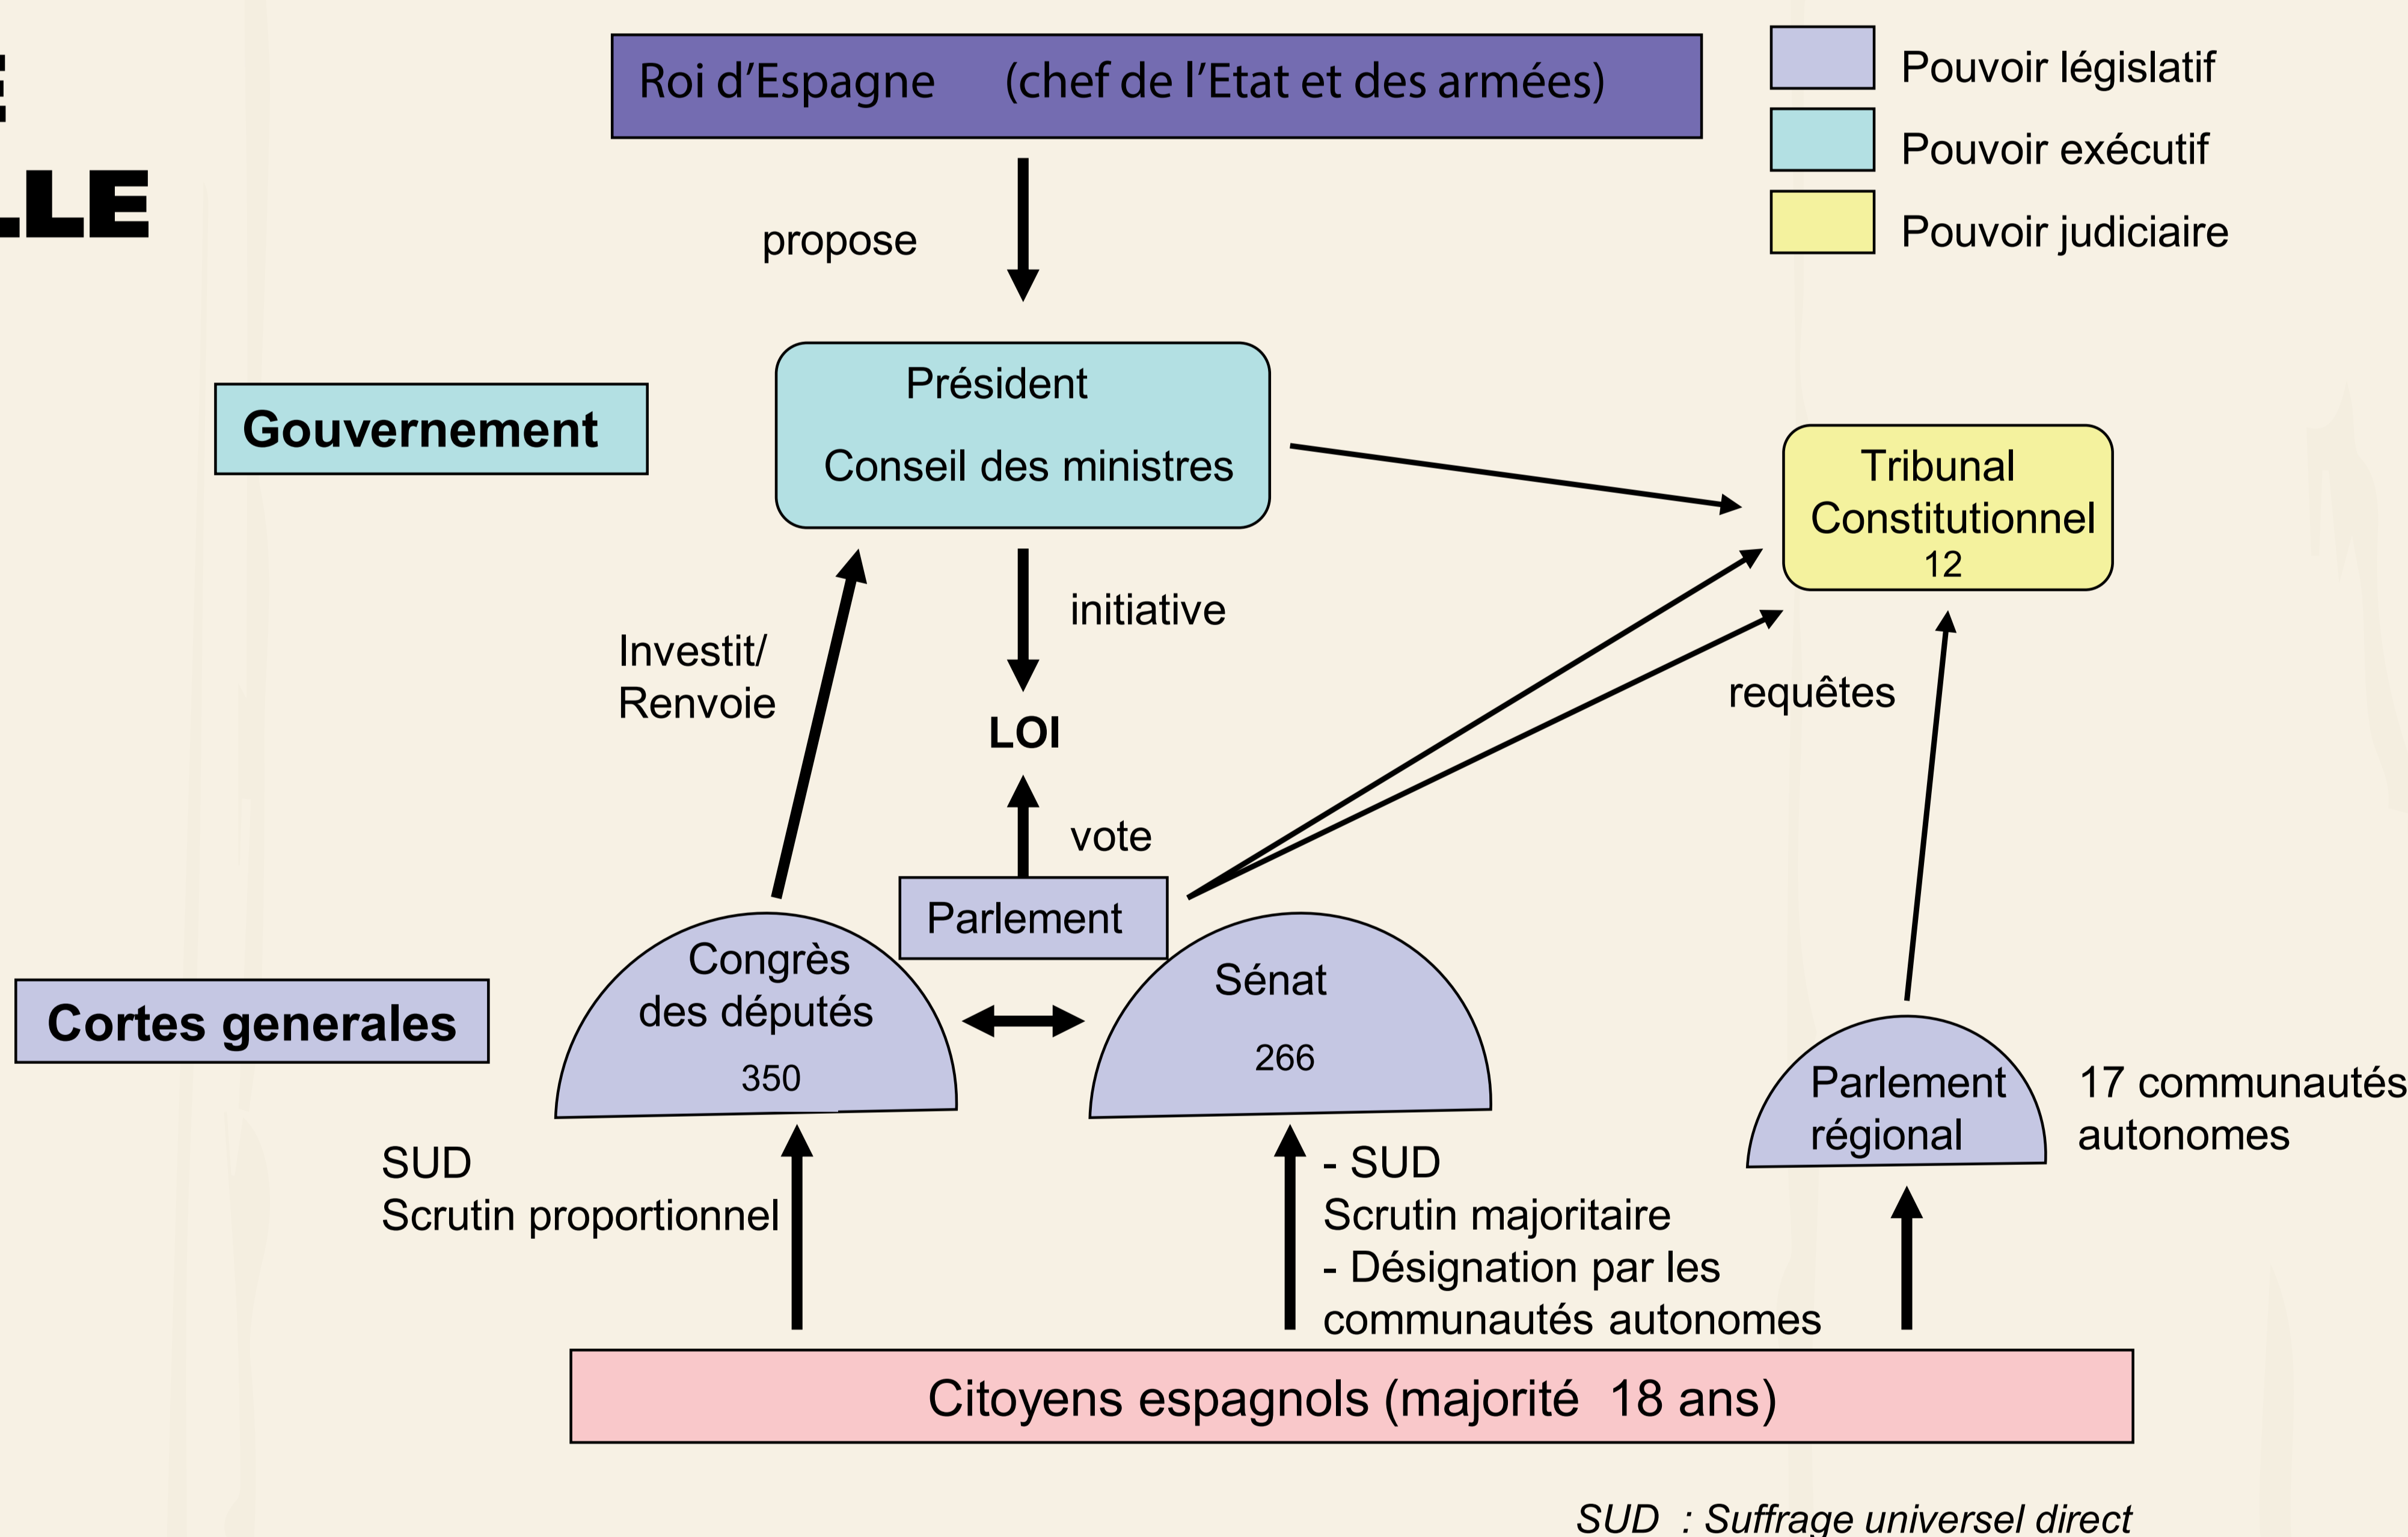 E
LLE
Roi d'Espagne (chef de l'Etat et des armées)
Pouvoir législatif
Pouvoir exécutif
Pouvoir judiciaire
propose
Gouvernement
Président
Conseil des ministres
Tribunal
Constitutionnel
12
Investit/
Renvoie
initiative
LOI
requêtes
vote
Parlement
Cortes generales
Congrès
des députés
350
Sénat
266
Parlement
régional
17 communautés
autonomes
SUD
Scrutin proportionnel
- SUD
Scrutin majoritaire
- Désignation par les
communautés autonomes
Citoyens espagnols (majorité 18 ans)
SUD : Suffrage universel direct